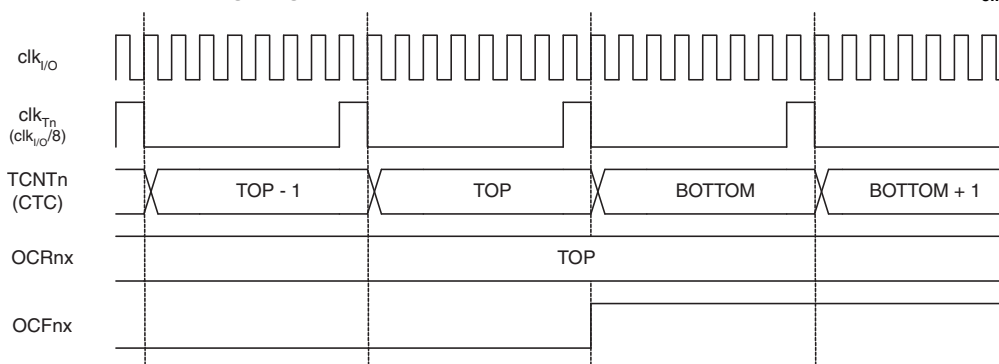 clkI/O
clkTn
(clkI/O/8)
TCNTn
(CTC)
TOP - 1
TOP
BOTTOM
BOTTOM + 1
OCRnx
TOP
OCFnx